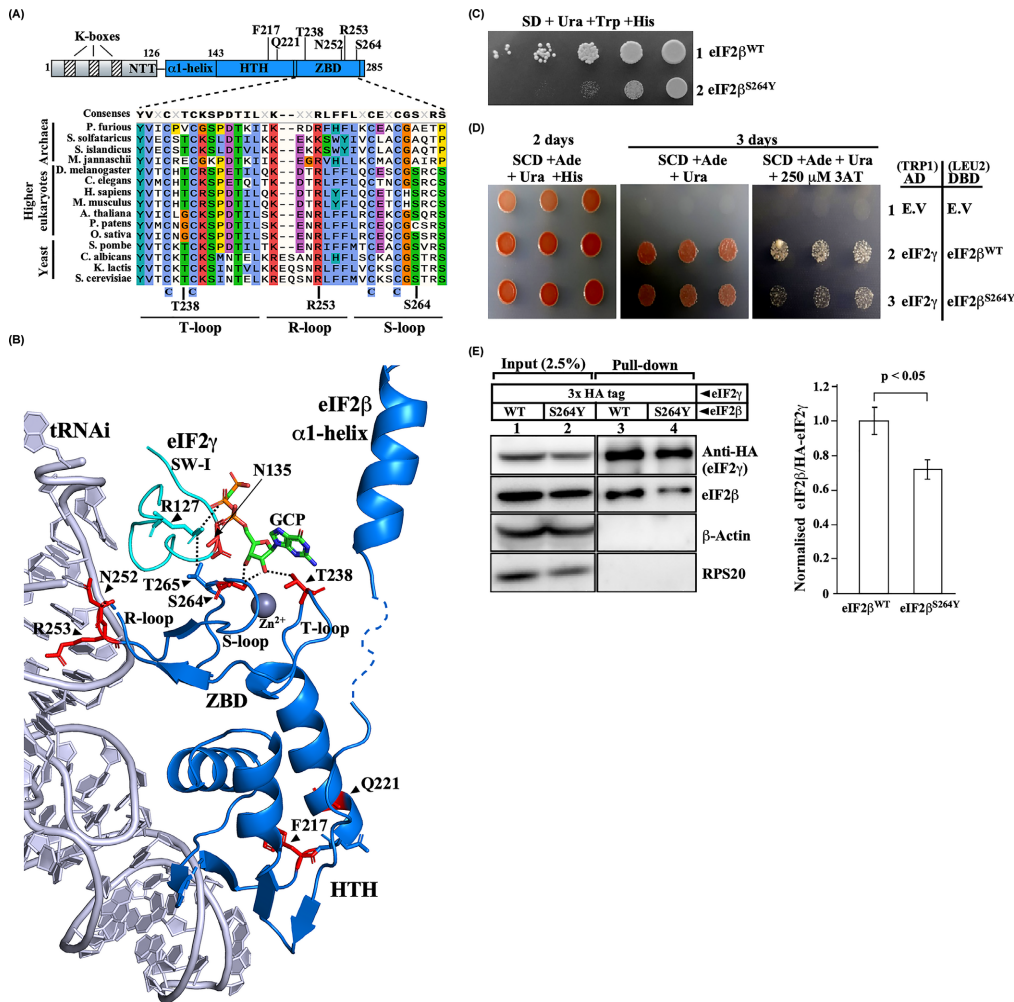 (A)
K-boxes
F217
Q221
T238
N252
R253
S264
1
NTT
126
α1-helix
143
HTH
ZBD
285
Consenses
Archaea
P. furious
S. solfataricus
S. islandicus
M. jannaschii
Higher eukaryotes
D. melanogaster
C. elegans
H. sapiens
M. musculus
A. thaliana
P. patens
O. sativa
Yeast
S. pombe
C. albicans
K. lactis
S. cerevisiae YVTCKTCKSINTELKREQSNRLFFMVCKSCGSTRS
C C C C
T238 R253 S264
T-loop R-loop S-loop
(B)
tRNAi
eIF2γ
SW-I
eIF2β
α1-helix
N135
R127
GCP
T265
S264
T238
N252
R253
R-loop
S-loop
Zn2+
T-loop
ZBD
Q221
F217
HTH
(C)
SD + Ura +Trp +His
1 eIF2βWT
2 eIF2βS264Y
(D)
2 days
3 days
SCD +Ade + Ura +His
SCD +Ade + Ura
SCD +Ade + Ura + 250 µM 3AT
(TRP1) AD
(LEU2) DBD
1 E.V E.V
2 eIF2γ eIF2βWT
3 eIF2γ eIF2βS264Y
(E)
Input (2.5%) Pull-down
3x HA tag ◄eIF2γ
WT S264Y WT S264Y ◄eIF2β
1 2 3 4
Anti-HA (eIF2γ)
eIF2β
β-Actin
RPS20
Normalised eIF2β/HA-eIF2γ
p < 0.05
1.2
1.0
0.8
0.6
0.4
0.2
0
eIF2βWT eIF2βS264Y